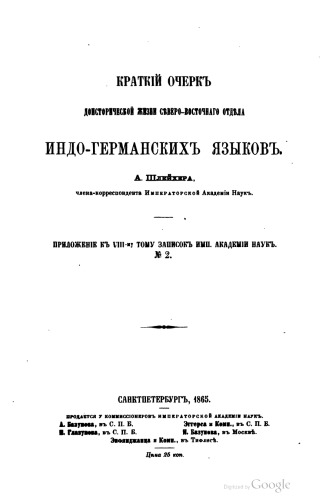 КРАТКІЙ ОЧЕРКЪ
ДОИСТОРИЧЕСКОЙ ЖИЗНИ СѢВЕРО-ВОСТОЧНАГО ОТДѢЛА
ИНДО-ГЕРМАНСКИХЪ ЯЗЫКОВЪ.
А. Шлейхера,
члена-корреспондента Императорской Академіи Наукъ.
ПРИЛОЖЕНІЕ КЪ VIII-МУ ТОМУ ЗАПИСОКЪ ИМП. АКАДЕМІИ НАУКЪ.
№ 2.
САНКТПЕТЕРБУРГЪ, 1865.
ПРОДАЕТСЯ У КОММИССІОНЕРОВЪ ИМПЕРАТОРСКОЙ АКАДЕМІИ НАУКЪ:
А. Базунова, въ С. П. Б. Эггерса и Комп., въ С. П. Б.
И. Глазунова, въ С. П. Б. И. Базунова, въ Москвѣ.
Энфяджянца и Комп., въ Тифлисѣ.
Цѣна 25 коп.
Digitized by Google